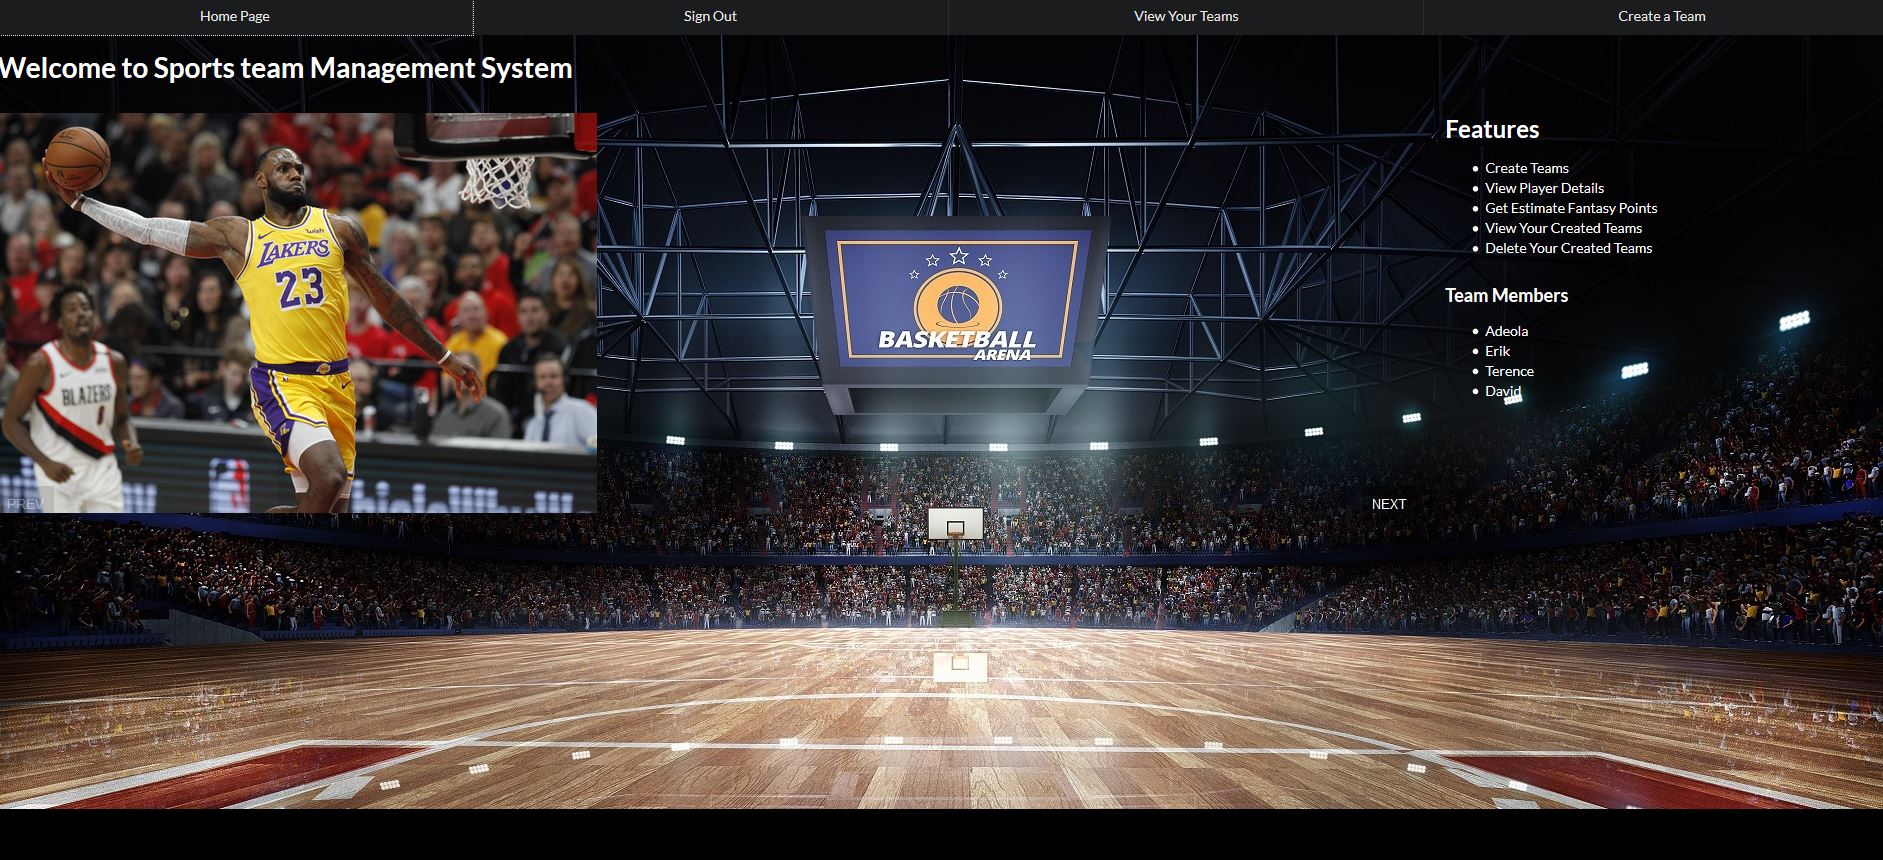 Home Page
Sign Out
View Your Teams
Create a Team
Welcome to Sports team Management System
wish
LAKERS
23
BLAZERS
PREV
BASKETBALL
ARENA
NEXT
Features
Create Teams
View Player Details
Get Estimate Fantasy Points
View Your Created Teams
Delete Your Created Teams
Team Members
Adeola
Erik
Terence
David